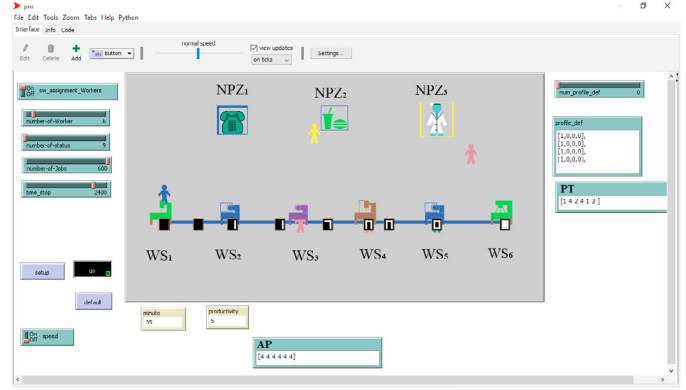 pro
File Edit Tools Zoom Tabs Help Python
Interface Info Code
Edit Delete Add Button
normal speed
view updates
on ticks
Settings...
On Off sw_assignment_Workers
number-of-Worker 6
number-of-status 9
number-of-Jobs 600
time_stop 2400
setup go
default
On Off speed
NPZ1 NPZ2 NPZ3
WS1 WS2 WS3 WS4 WS5 WS6
minute
35
productivity
5
AP
[4 4 4 4 4 4]
num_profile_def 0
profile_def
[1,0,0,0],
[1,0,0,0],
[1,0,0,0],
[1,0,0,0],
PT
[1 4 2 4 1 3 ]